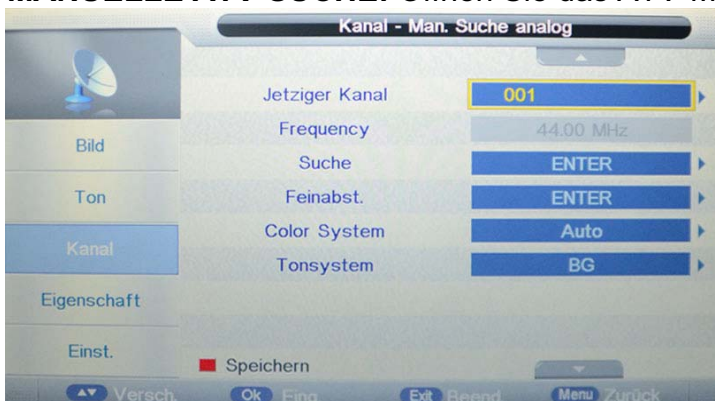 Kanal - Man. Suche analog
Jetziger Kanal 001
Frequency 44.00 MHz
Suche ENTER
Feinabst. ENTER
Color System Auto
Tonsystem BG
Bild
Ton
Kanal
Eigenschaft
Einst.
Speichern
Versch. Ok Eing Exit Beend Menu Zurück